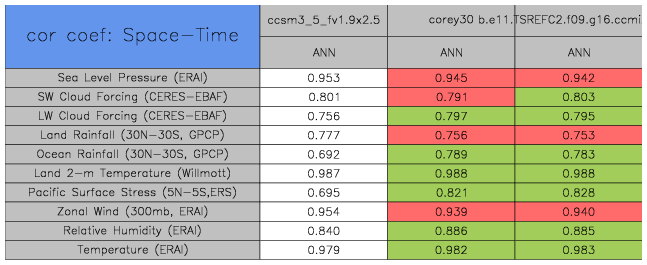 cor coef: Space-Time ccsm3_5_fv1.9x2.5 corey30 b.e11.TSREFC2.f09.g16.ccmi
ANN ANN ANN
Sea Level Pressure (ERAI) 0.953 0.945 0.942
SW Cloud Forcing (CERES-EBAF) 0.801 0.791 0.803
LW Cloud Forcing (CERES-EBAF) 0.756 0.797 0.795
Land Rainfall (30N-30S, GPCP) 0.777 0.756 0.753
Ocean Rainfall (30N-30S, GPCP) 0.692 0.789 0.783
Land 2-m Temperature (Willmott) 0.987 0.988 0.988
Pacific Surface Stress (5N-5S,ERS) 0.695 0.821 0.828
Zonal Wind (300mb, ERAI) 0.954 0.939 0.940
Relative Humidity (ERAI) 0.840 0.886 0.885
Temperature (ERAI) 0.979 0.982 0.983